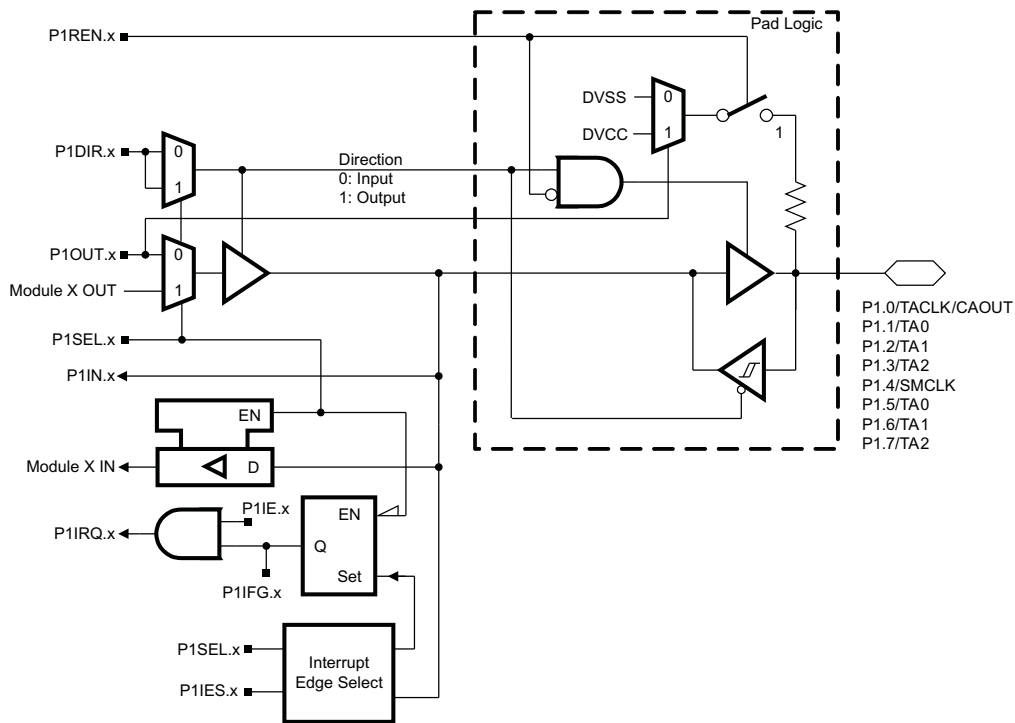 Pad Logic
P1REN.x
DVSS
0
DVCC
1
1
P1DIR.x
0
1
Direction
0: Input
1: Output
P1OUT.x
0
Module X OUT
1
P1SEL.x
P1IN.x
EN
Module X IN
D
P1IE.x
P1IRQ.x
EN
Q
Set
P1IFG.x
P1SEL.x
P1IES.x
Interrupt
Edge Select
P1.0/TACLK/CAOUT
P1.1/TA0
P1.2/TA1
P1.3/TA2
P1.4/SMCLK
P1.5/TA0
P1.6/TA1
P1.7/TA2